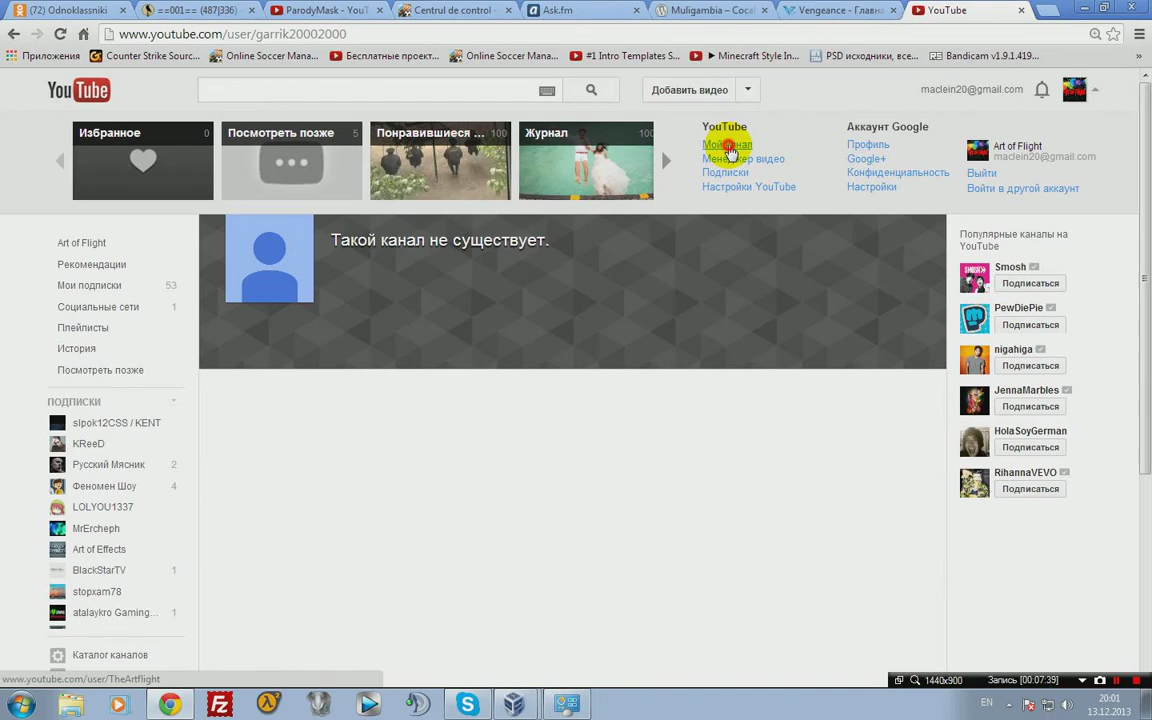 (72) Odnoklassniki
==001== (487|336)
ParodyMask - YouT
Centrul de control -
Ask.fm
Muligambia – Cocal
Vengeance - Главна
YouTube
www.youtube.com/user/garrik20002000
Приложения
Counter Strike Sourc...
Online Soccer Mana...
Бесплатные проект...
Online Soccer Mana...
#1 Intro Templates S...
► Minecraft Style In...
PSD исходники, все...
Bandicam v1.9.1.419...
»
YouTube
Добавить видео
maclein20@gmail.com
Избранное 0
Посмотреть позже 5
Понравившиеся ... 100
Журнал 100
YouTube
Менеджер видео
Подписки
Настройки YouTube
Аккаунт Google
Профиль
Google+
Конфиденциальность
Настройки
Art of Flight
maclein20@gmail.com
Выйти
Войти в другой аккаунт
Такой канал не существует.
Art of Flight
Рекомендации
Мои подписки 53
Социальные сети 1
Плейлисты
История
Посмотреть позже
ПОДПИСКИ
slpok12CSS / KENT
KReeD
Русский Мясник 2
Феномен Шоу 4
LOLYOU1337
MrErcheph
Art of Effects
BlackStarTV 1
stopxam78
atalaykro Gaming... 1
Каталог каналов
Популярные каналы на
YouTube
Smosh
Подписаться
PewDiePie
Подписаться
nigahiga
Подписаться
JennaMarbles
Подписаться
HolaSoyGerman
Подписаться
RihannaVEVO
Подписаться
www.youtube.com/user/TheArtflight
1440x900
Запись [00:07:39]
EN
20:01
13.12.2013